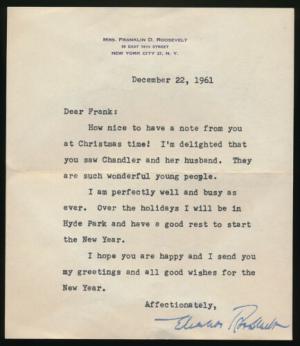 MRS. FRANKLIN D. ROOSEVELT
55 EAST 74TH STREET
NEW YORK CITY 21, N. Y.
December 22, 1961
Dear Frank:
How nice to have a note from you
at Christmas time! I'm delighted that
you saw Chandler and her husband. They
are such wonderful young people.
I am perfectly well and busy as
ever. Over the holidays I will be in
Hyde Park and have a good rest to start
the New Year.
I hope you are happy and I send you
my greetings and all good wishes for the
New Year.
Affectionately,
Eleanor Roosevelt